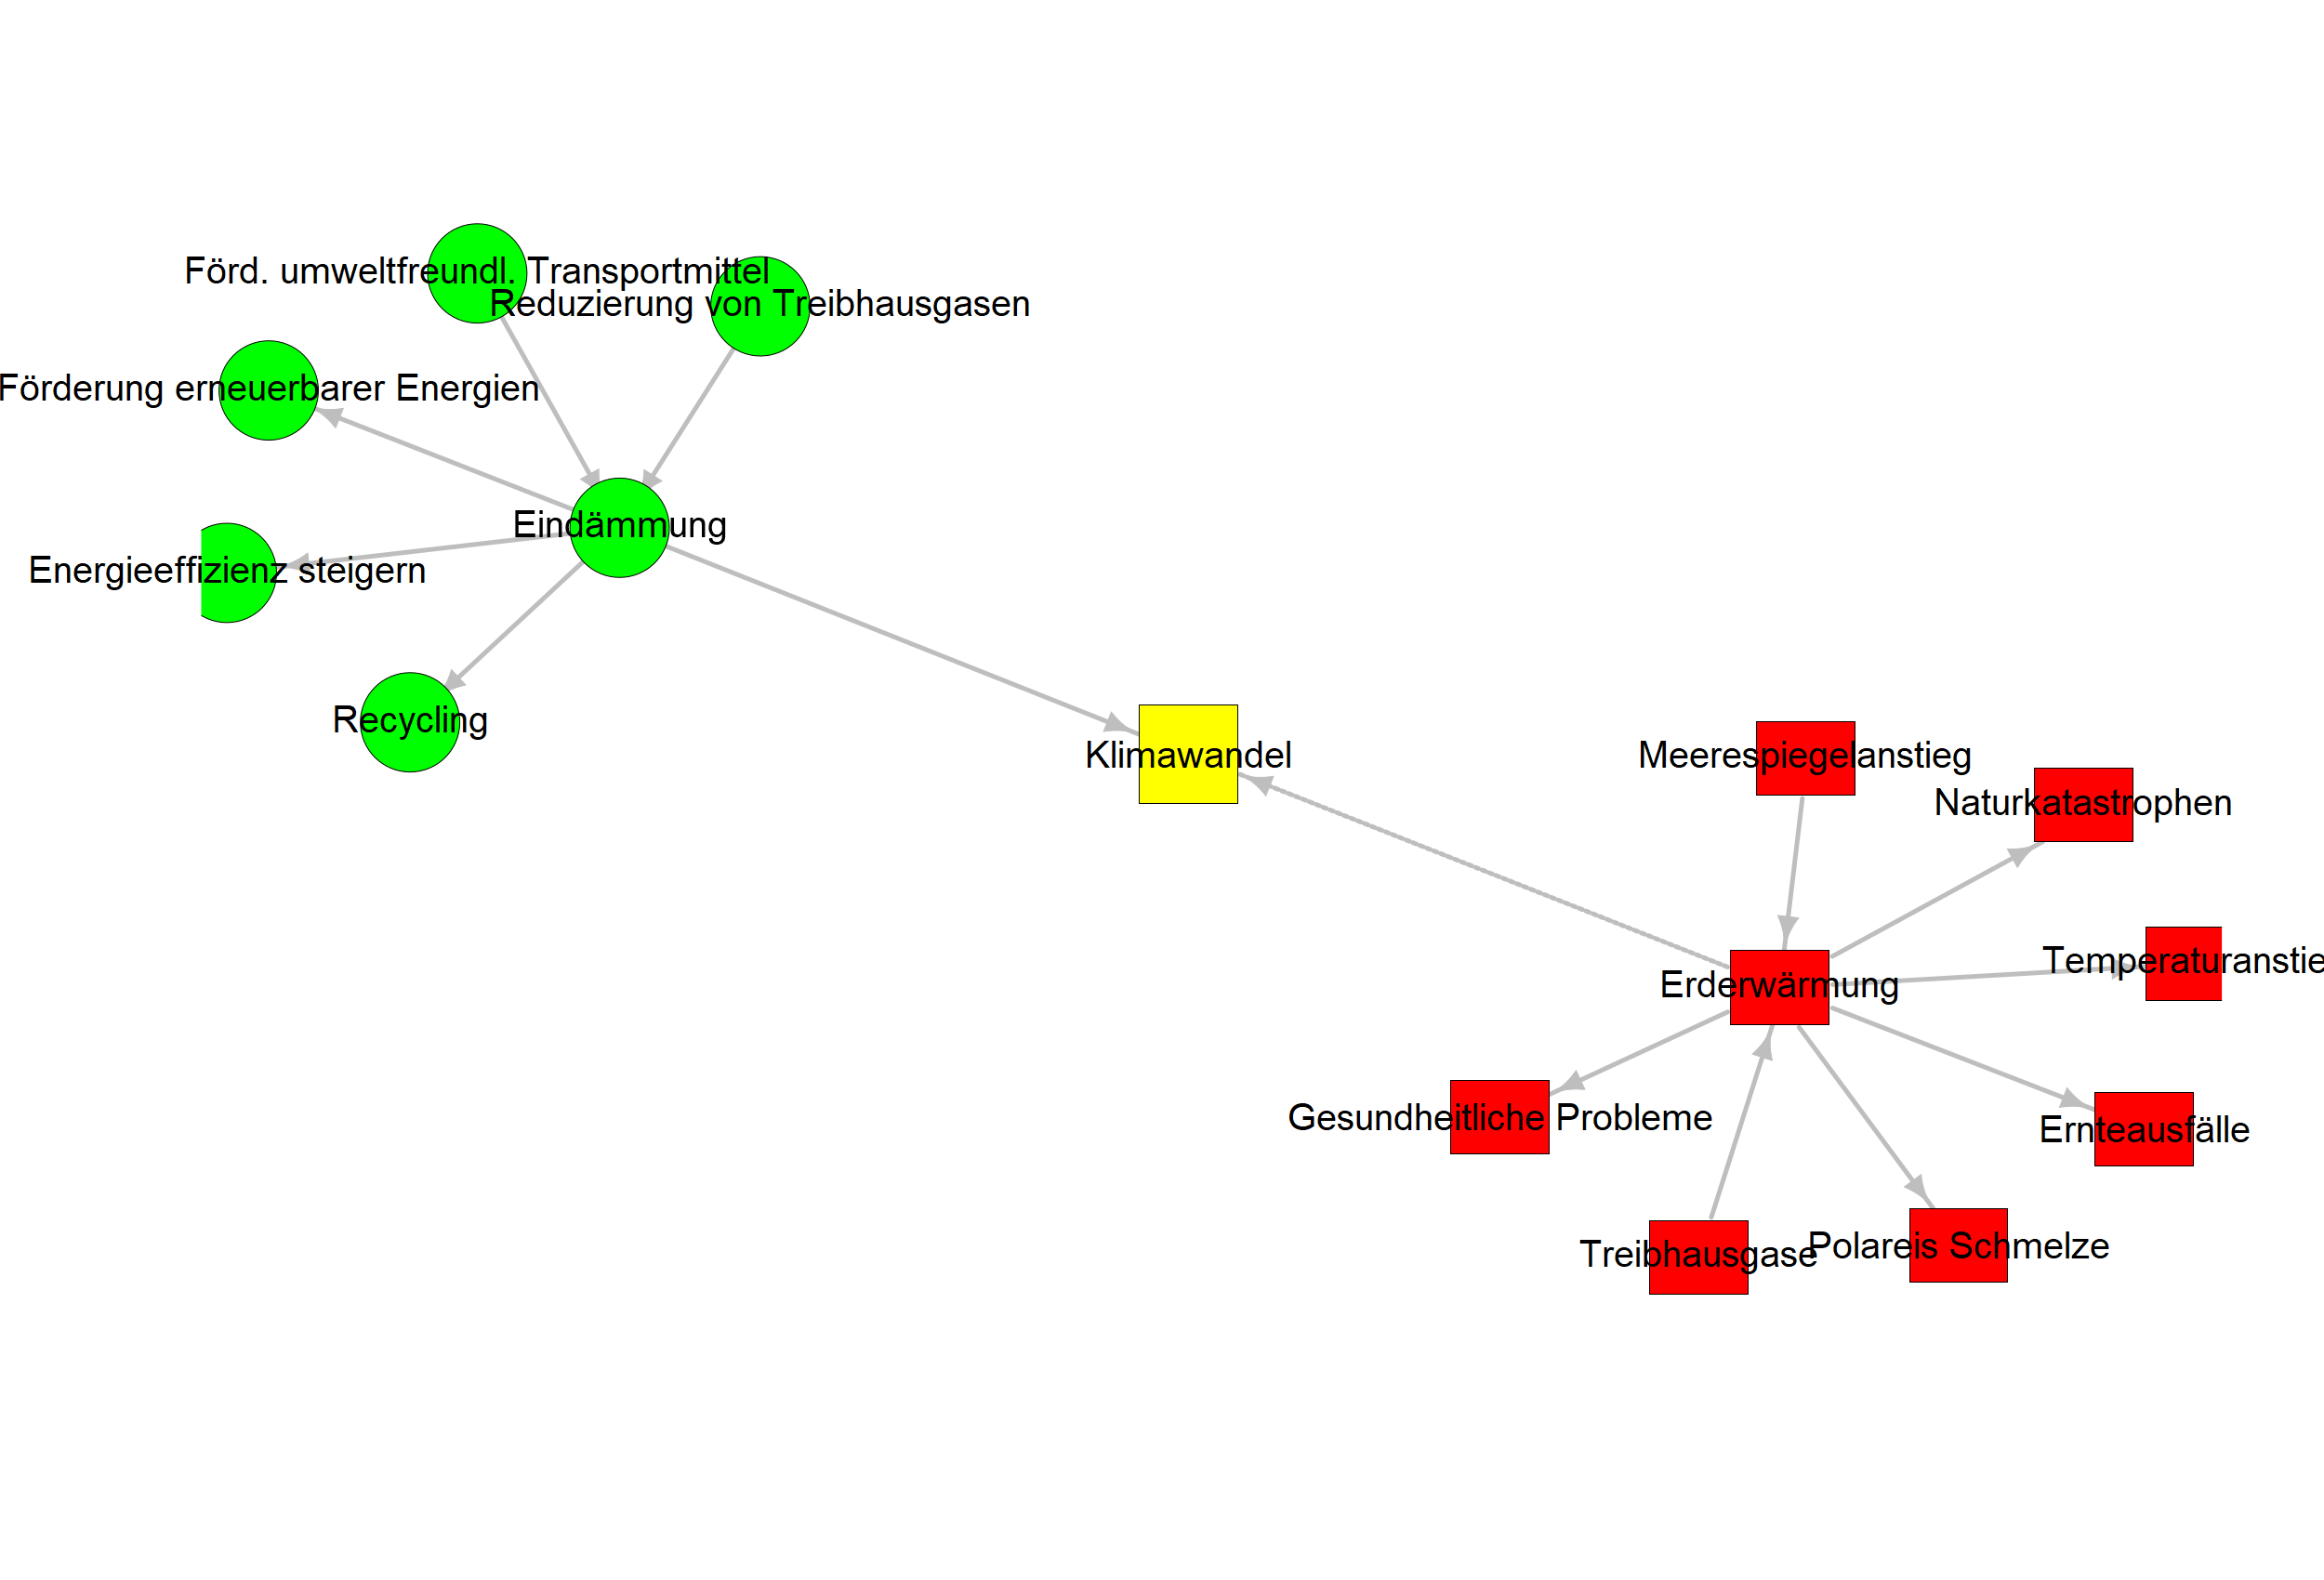 Förd. umweltfreundl. Transportmittel
Reduzierung von Treibhausgasen
Förderung erneuerbarer Energien
Eindämmung
Energieeffizienz steigern
Recycling
Klimawandel
Meerespiegelanstieg
Naturkatastrophen
Temperaturanstie
Erderwärmung
Gesundheitliche Probleme
Ernteausfälle
Treibhausgase
Polareis Schmelze